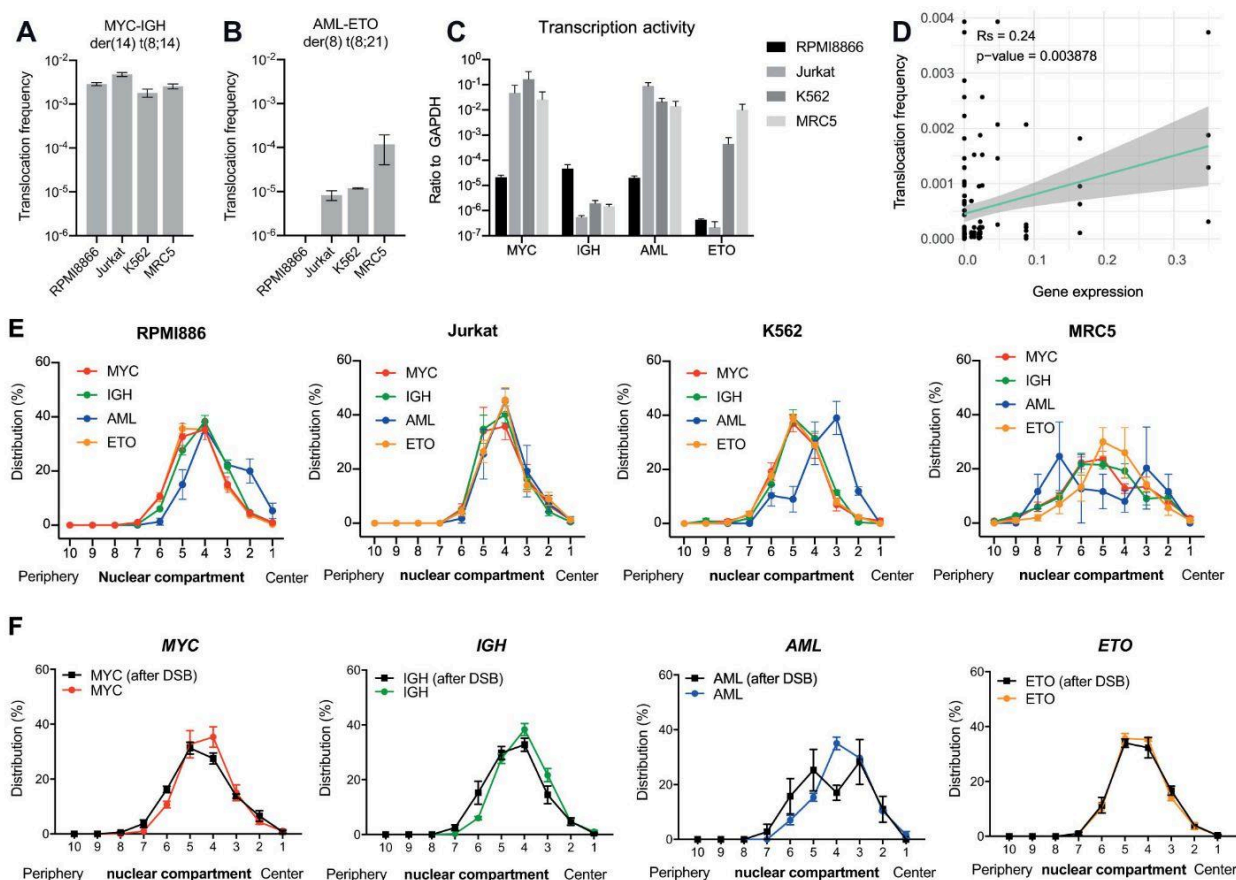 A
MYC-IGH
der(14) t(8;14)
Translocation frequency
10-1
10-2
10-3
10-4
10-5
10-6
RPMI8866
Jurkat
K562
MRC5
B
AML-ETO
der(8) t(8;21)
Translocation frequency
10-1
10-2
10-3
10-4
10-5
10-6
RPMI8866
Jurkat
K562
MRC5
C
Transcription activity
Ratio to GAPDH
10-0
10-1
10-2
10-3
10-4
10-5
10-6
10-7
MYC IGH AML ETO
RPMI8866
Jurkat
K562
MRC5
D
Translocation frequency
0.004
0.003
0.002
0.001
0.000
Rs = 0.24
p-value = 0.003878
0.0 0.1 0.2 0.3
Gene expression
E
RPMI886
Distribution (%)
60
40
20
0
MYC
IGH
AML
ETO
10 9 8 7 6 5 4 3 2 1
Periphery Nuclear compartment Center
Jurkat
Distribution (%)
60
40
20
0
MYC
IGH
AML
ETO
10 9 8 7 6 5 4 3 2 1
Periphery nuclear compartment Center
K562
Distribution (%)
60
40
20
0
MYC
IGH
AML
ETO
10 9 8 7 6 5 4 3 2 1
Periphery nuclear compartment Center
MRC5
Distribution (%)
60
40
20
0
MYC
IGH
AML
ETO
10 9 8 7 6 5 4 3 2 1
Periphery nuclear compartment Center
F
MYC
Distribution (%)
60
40
20
0
MYC (after DSB)
MYC
10 9 8 7 6 5 4 3 2 1
Periphery nuclear compartment Center
IGH
Distribution (%)
60
40
20
0
IGH (after DSB)
IGH
10 9 8 7 6 5 4 3 2 1
Periphery nuclear compartment Center
AML
Distribution (%)
60
40
20
0
AML (after DSB)
AML
10 9 8 7 6 5 4 3 2 1
Periphery nuclear compartment Center
ETO
Distribution (%)
60
40
20
0
ETO (after DSB)
ETO
10 9 8 7 6 5 4 3 2 1
Periphery nuclear compartment Center